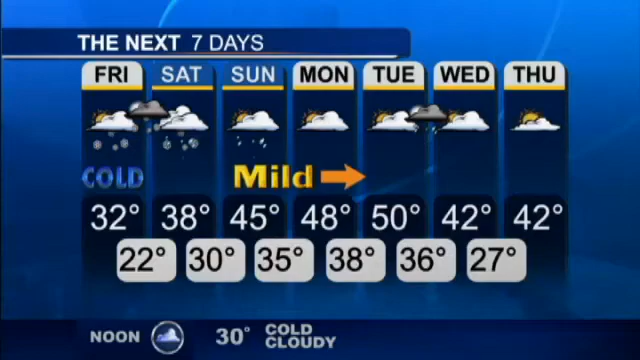 THE NEXT 7 DAYS
FRI SAT SUN MON TUE WED THU
COLD Mild
32° 38° 45° 48° 50° 42° 42°
22° 30° 35° 38° 36° 27°
NOON 30° COLD
CLOUDY